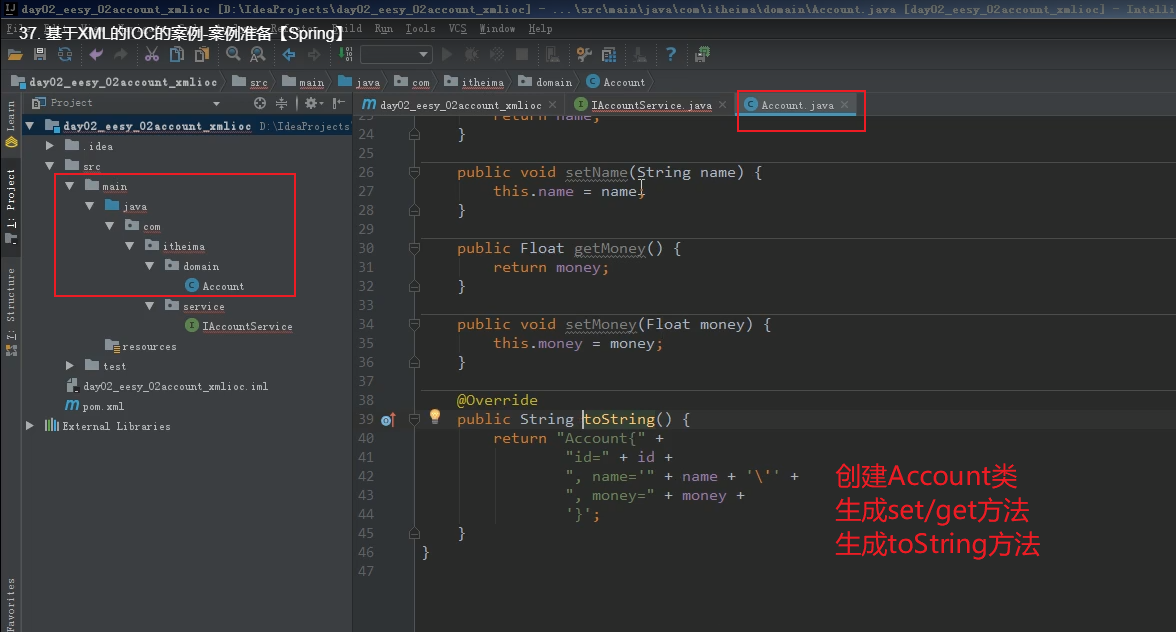 day02_eesy_02account_xmlioc [D:\IdeaProjects\day02_eesy_02account_xmlioc] - ...\src\main\java\com\itheima\domain\Account.java [day02_eesy_02account_xmlioc] - Intelli
37. 基于XML的IOC的案例-案例准备【Spring】
Run Tools VCS Window Help
day02_eesy_02account_xmlioc src main java com itheima domain Account
Project
m day02_eesy_02account_xmlioc × I IAccountService.java × C Account.java ×
Learn
1: Project
7: Structure
Favorites
day02_eesy_02account_xmlioc D:\IdeaProjects
.idea
src
main
java
com
itheima
domain
C Account
service
I IAccountService
resources
test
day02_eesy_02account_xmlioc.iml
m pom.xml
External Libraries
23 return name;
24 }
25
26 public void setName(String name) {
27 this.name = name;
28 }
29
30 public Float getMoney() {
31 return money;
32 }
33
34 public void setMoney(Float money) {
35 this.money = money;
36 }
37
38 @Override
39 public String toString() {
40 return "Account{" +
41 "id=" + id +
42 ", name='" + name + '\'' +
43 ", money=" + money +
44 '}';
45 }
46 }
47
创建Account类
生成set/get方法
生成toString方法